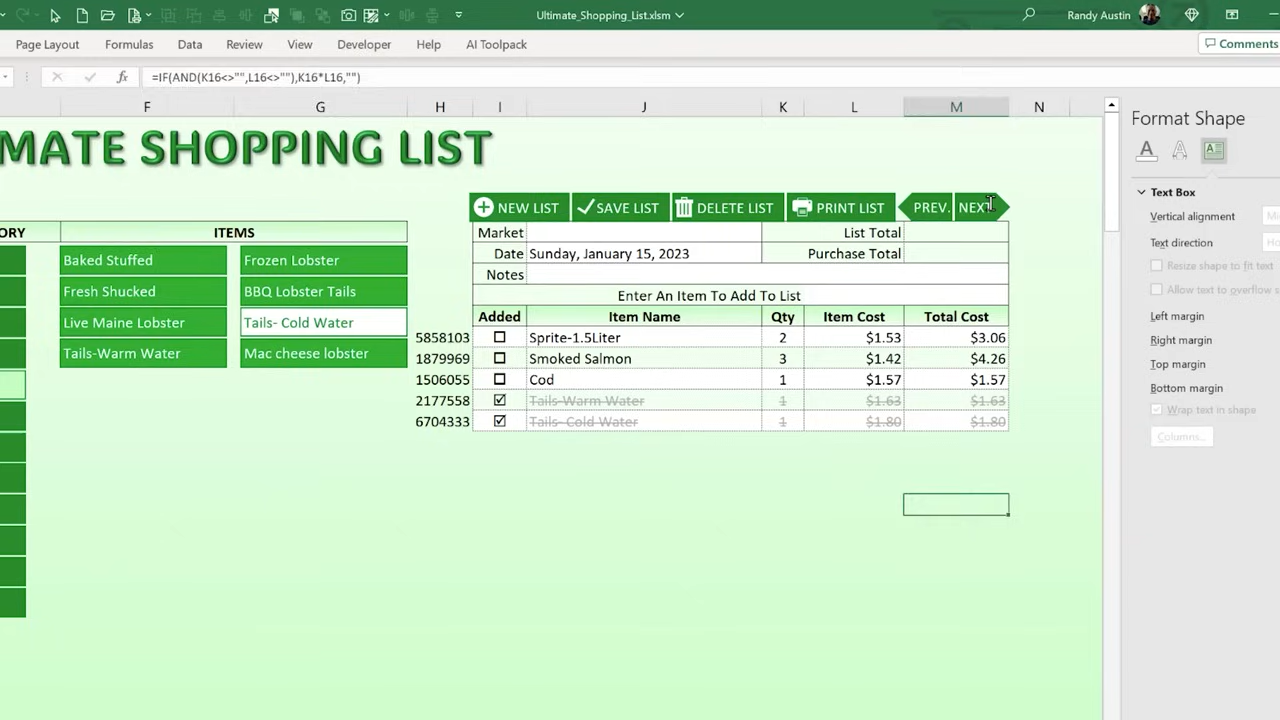 Ultimate_Shopping_List.xlsm
Randy Austin
Page Layout Formulas Data Review View Developer Help AI Toolpack
Comments
fx =IF(AND(K16<>"",L16<>""),K16*L16,"")
F G H I J K L M N
MATE SHOPPING LIST
NEW LIST SAVE LIST DELETE LIST PRINT LIST PREV. NEXT
ORY ITEMS
Baked Stuffed Frozen Lobster
Fresh Shucked BBQ Lobster Tails
Live Maine Lobster Tails- Cold Water
Tails-Warm Water Mac cheese lobster
Market List Total
Date Sunday, January 15, 2023 Purchase Total
Notes
Enter An Item To Add To List
Added Item Name Qty Item Cost Total Cost
5858103 Sprite-1.5Liter 2 $1.53 $3.06
1879969 Smoked Salmon 3 $1.42 $4.26
1506055 Cod 1 $1.57 $1.57
2177558 Tails-Warm Water 1 $1.63 $1.63
6704333 Tails- Cold Water 1 $1.80 $1.80
Format Shape
Text Box
Vertical alignment
Text direction
Resize shape to fit text
Allow text to overflow s
Left margin
Right margin
Top margin
Bottom margin
Wrap text in shape
Columns...